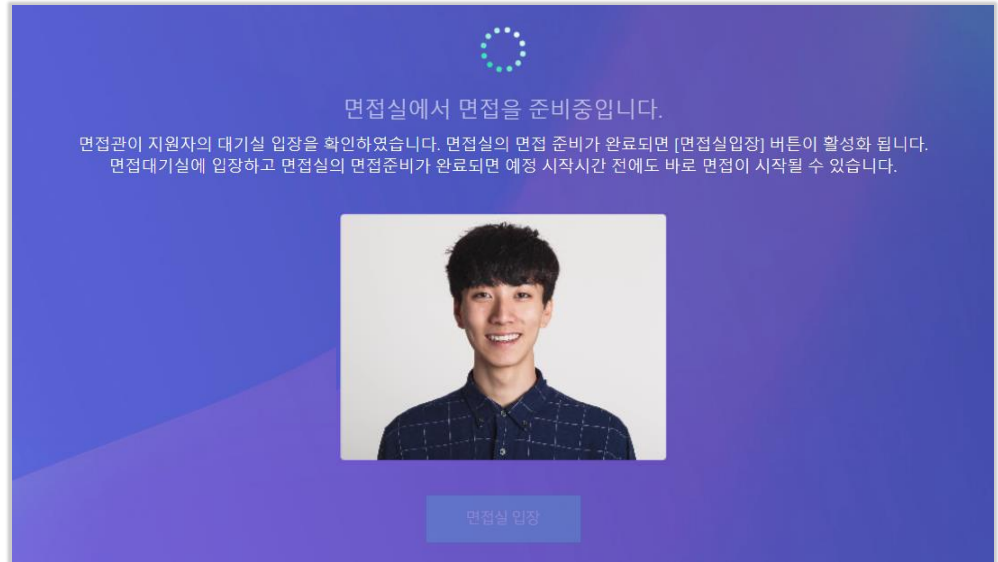 면접실에서 면접을 준비중입니다.
면접관이 지원자의 대기실 입장을 확인하였습니다. 면접실의 면접 준비가 완료되면 [면접실입장] 버튼이 활성화 됩니다.
면접대기실에 입장하고 면접실의 면접준비가 완료되면 예정 시작시간 전에도 바로 면접이 시작될 수 있습니다.
면접실 입장